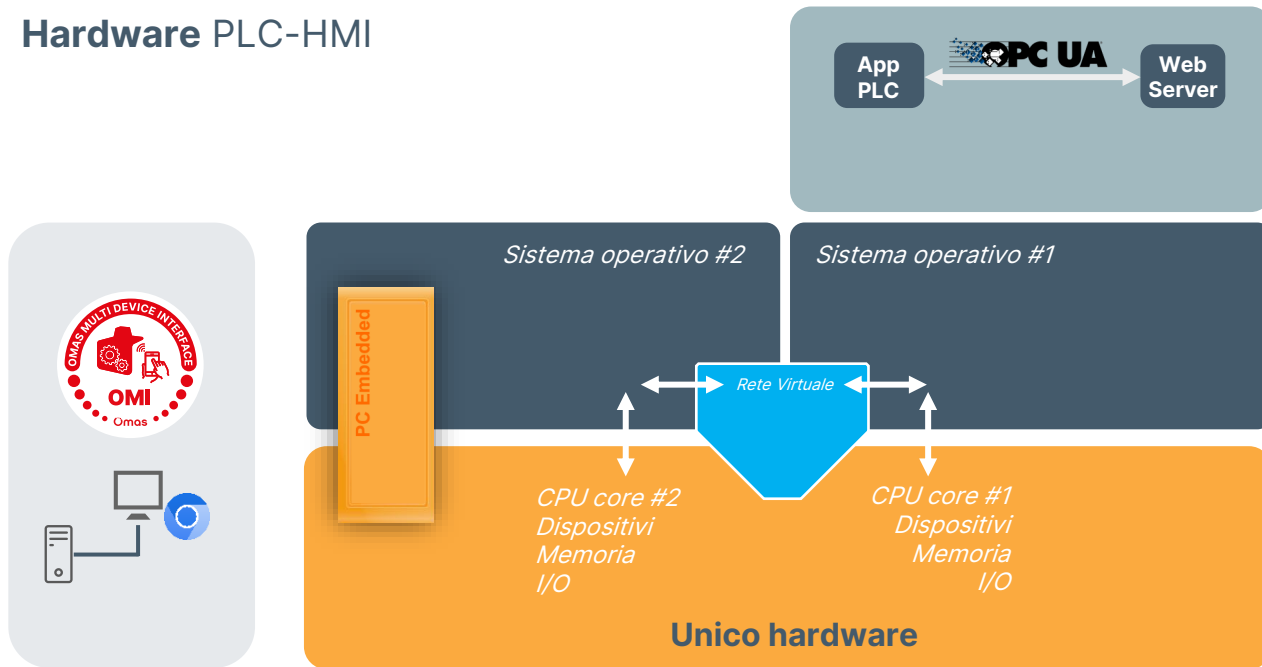 Hardware PLC-HMI
App
PLC
OPC UA
Web
Server
Sistema operativo #2
Sistema operativo #1
OMAS MULTI DEVICE INTERFACE
OMI
Omas
PC Embedded
Rete Virtuale
CPU core #2
Dispositivi
Memoria
I/O
CPU core #1
Dispositivi
Memoria
I/O
Unico hardware